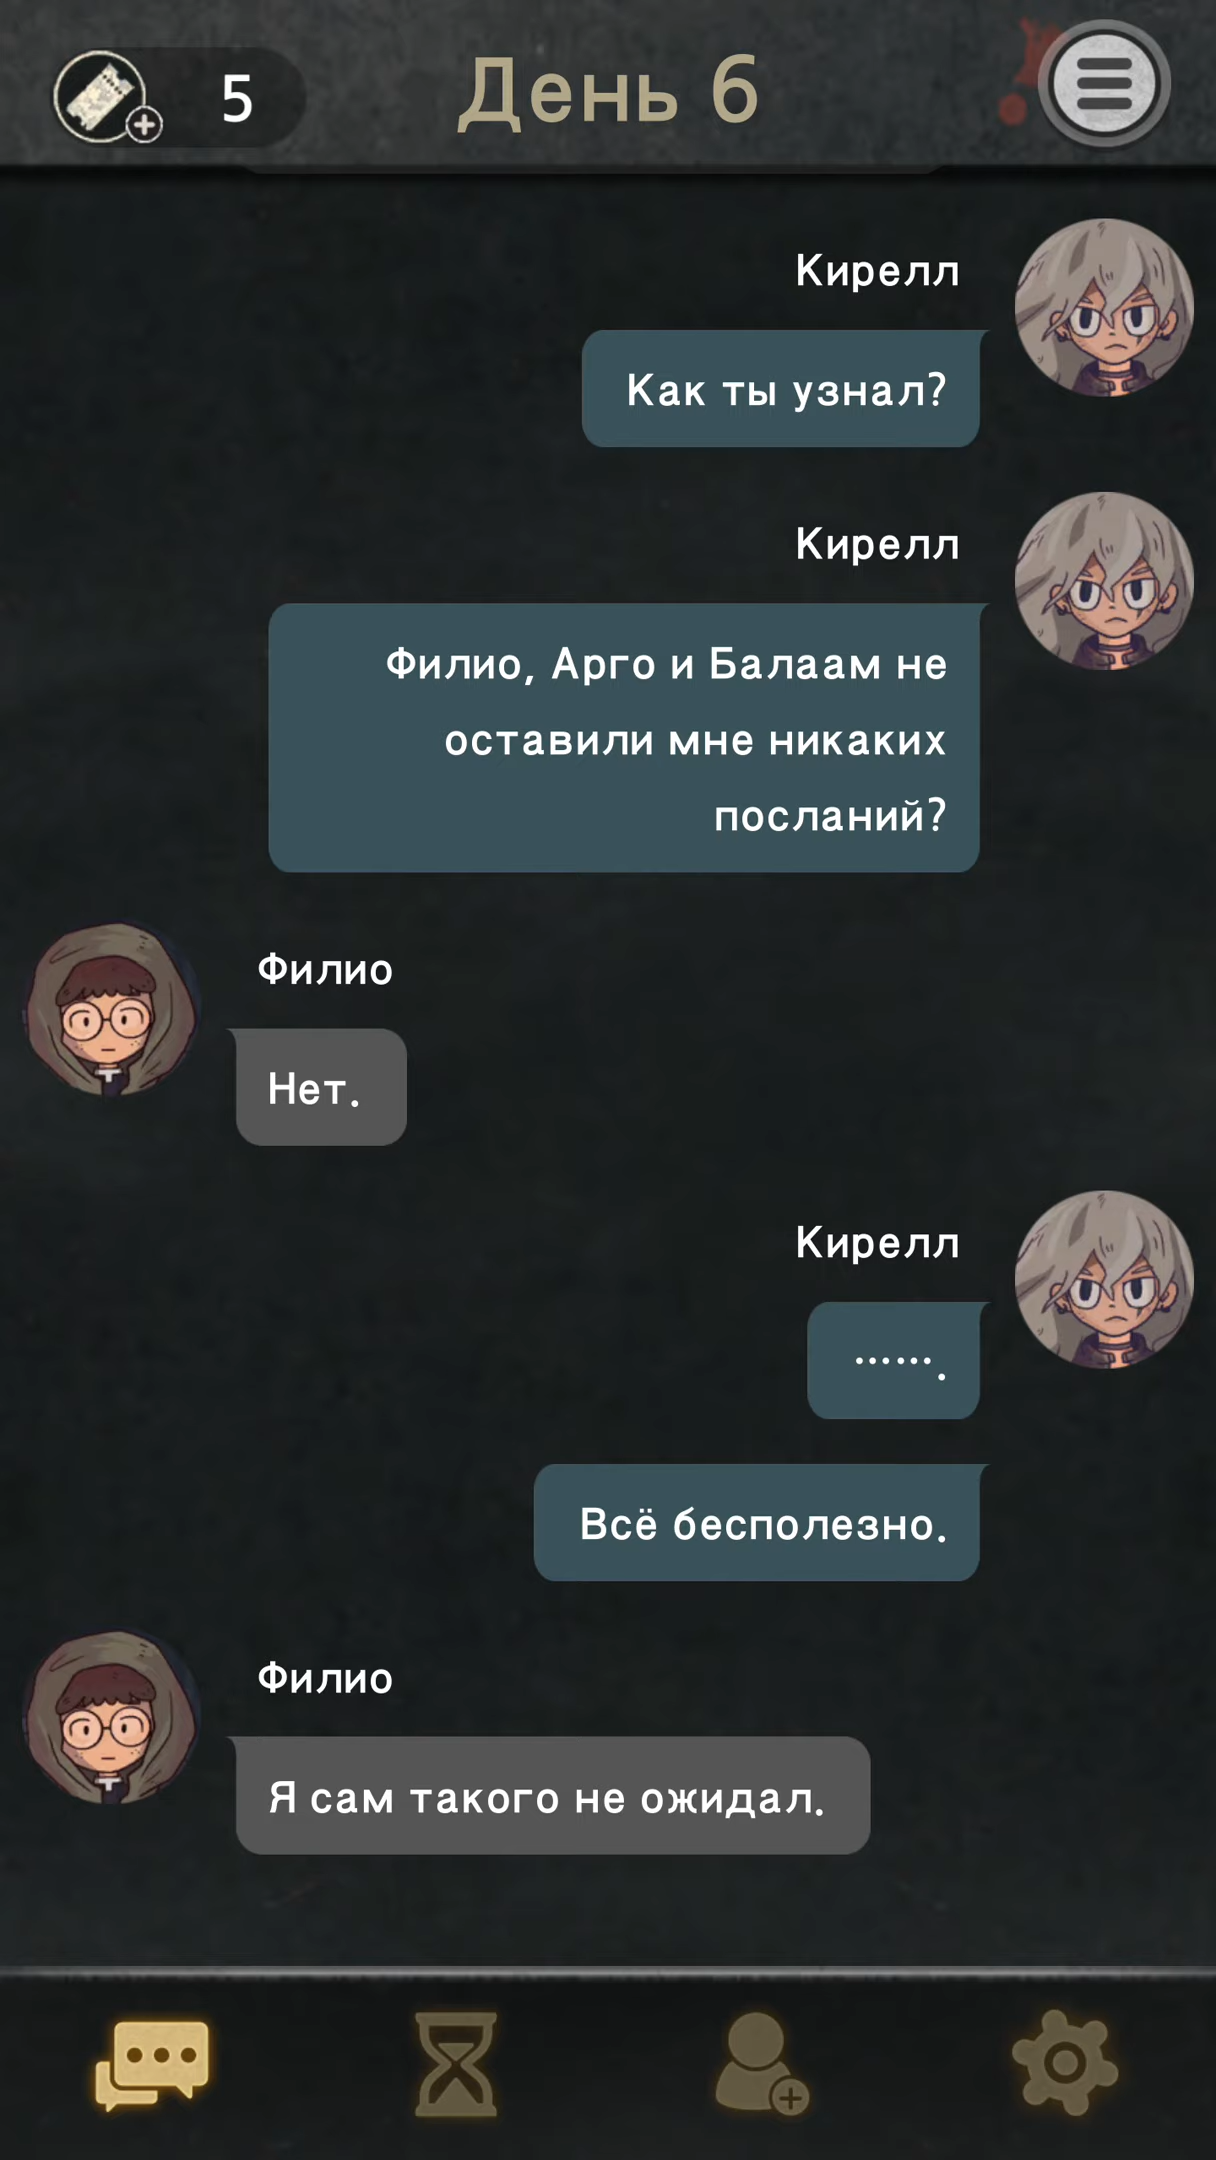 5
День 6
Кирелл
Как ты узнал?
Кирелл
Филио, Арго и Балаам не
оставили мне никаких
посланий?
Филио
Нет.
Кирелл
…….
Всё бесполезно.
Филио
Я сам такого не ожидал.